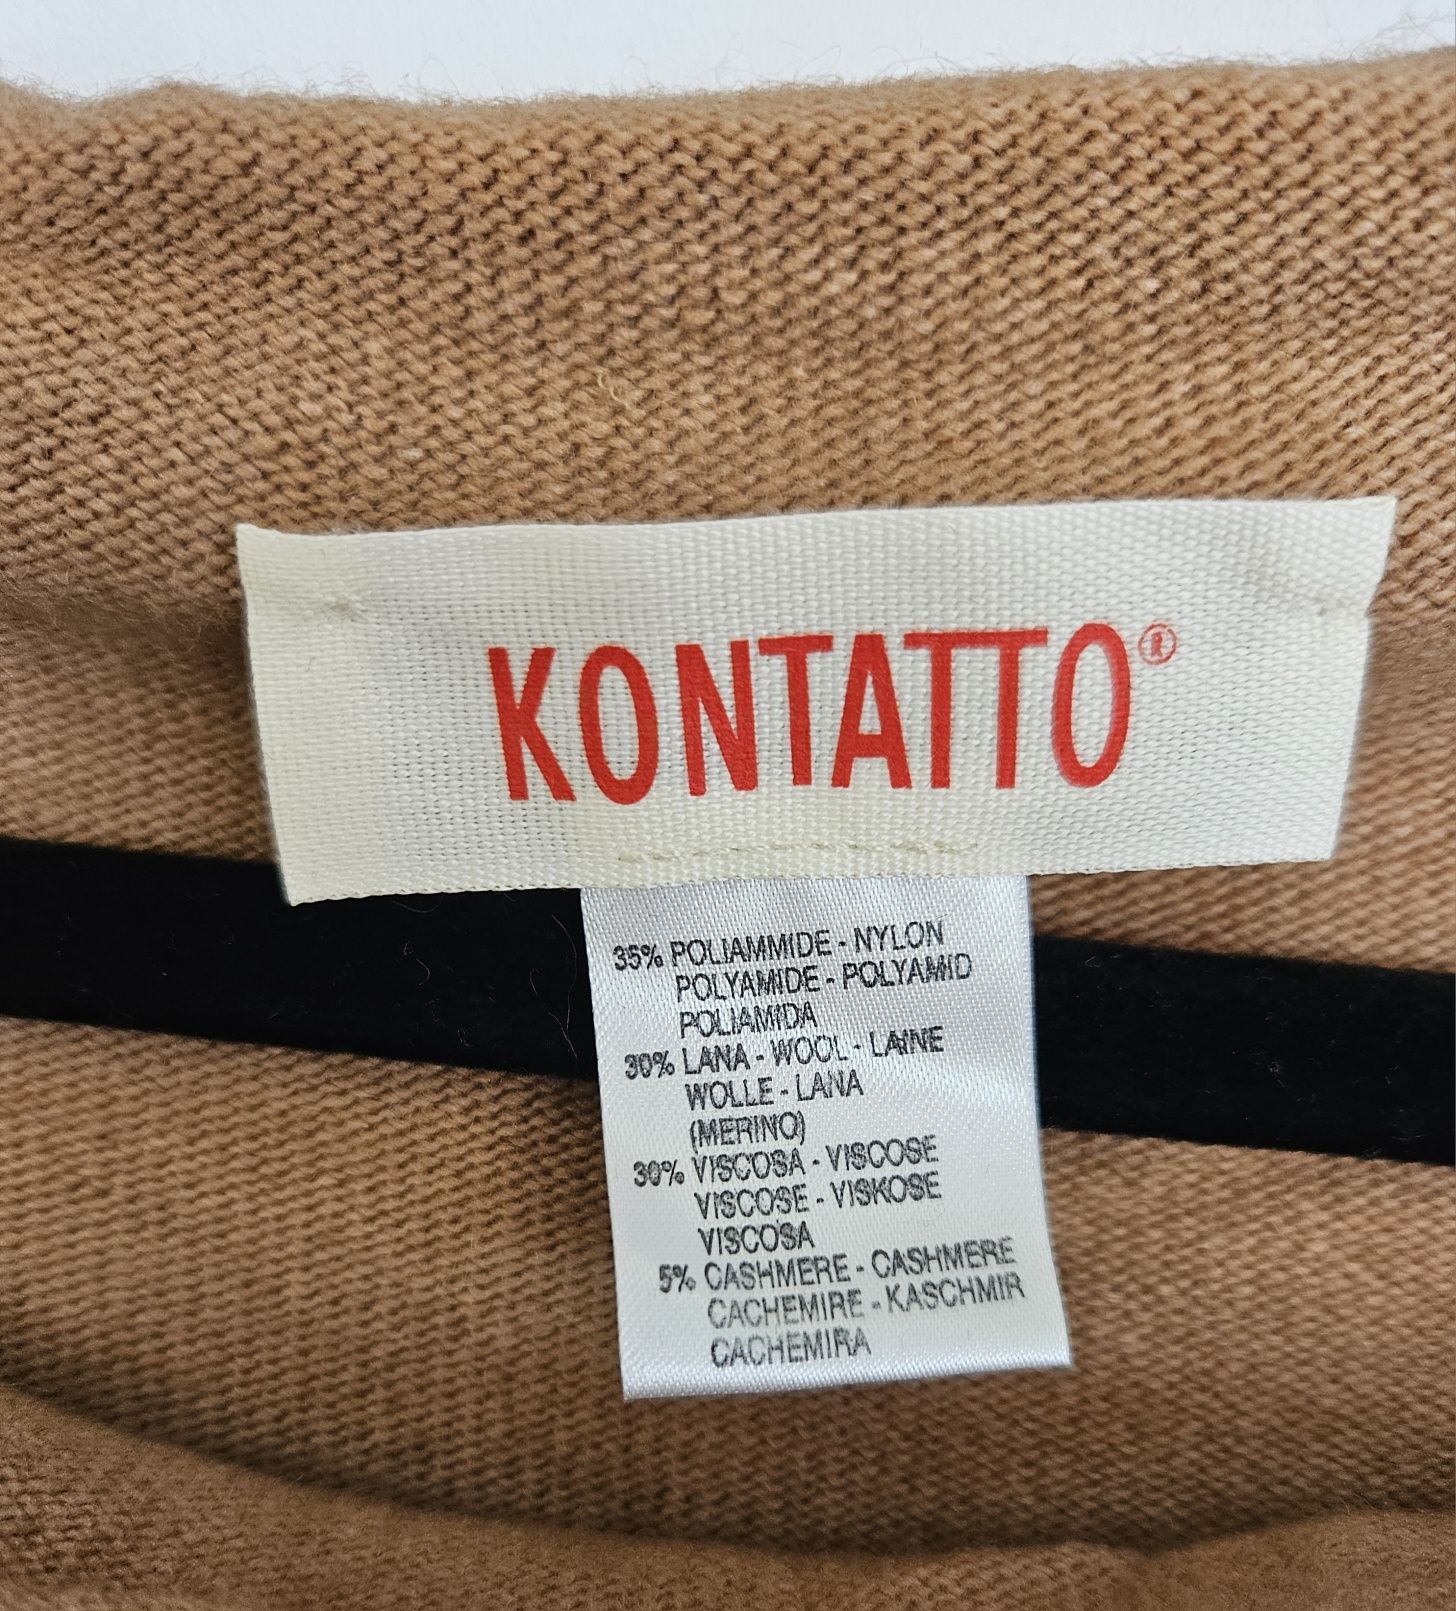 KONTATTO®
35% POLIAMMIDE - NYLON
POLYAMIDE - POLYAMID
POLIAMIDA
30% LANA - WOOL - LAINE
WOLLE - LANA
(MERINO)
30% VISCOSA - VISCOSE
VISCOSE - VISKOSE
VISCOSA
5% CASHMERE - CASHMERE
CACHEMIRE - KASCHMIR
CACHEMIRA